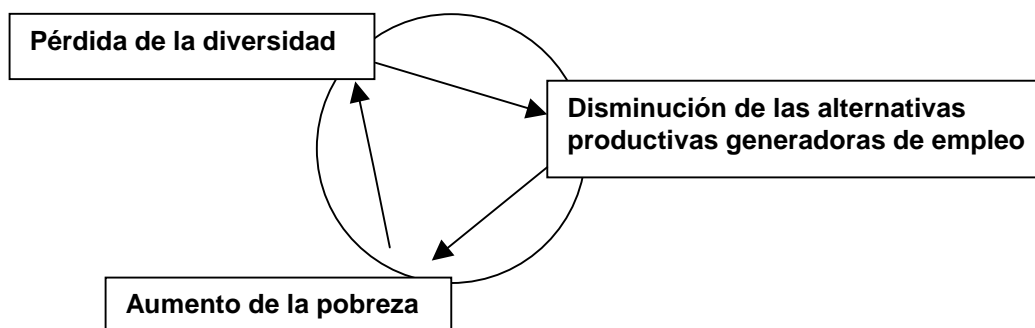 Pérdida de la diversidad
Disminución de las alternativas
productivas generadoras de empleo
Aumento de la pobreza